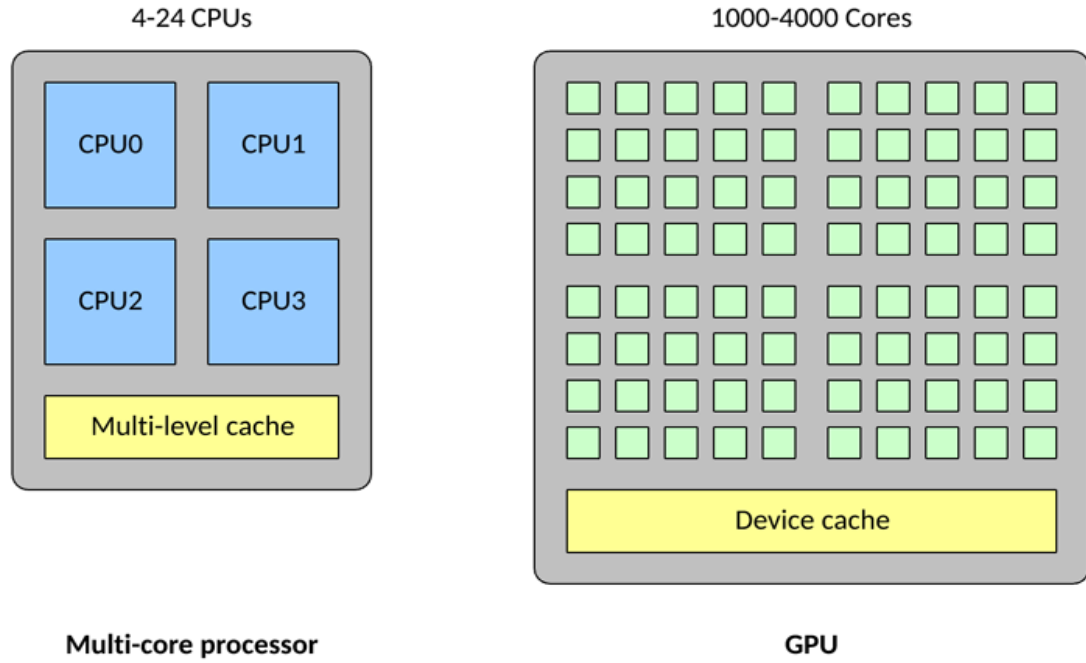 4-24 CPUs
CPU0
CPU1
CPU2
CPU3
Multi-level cache
Multi-core processor
1000-4000 Cores
Device cache
GPU